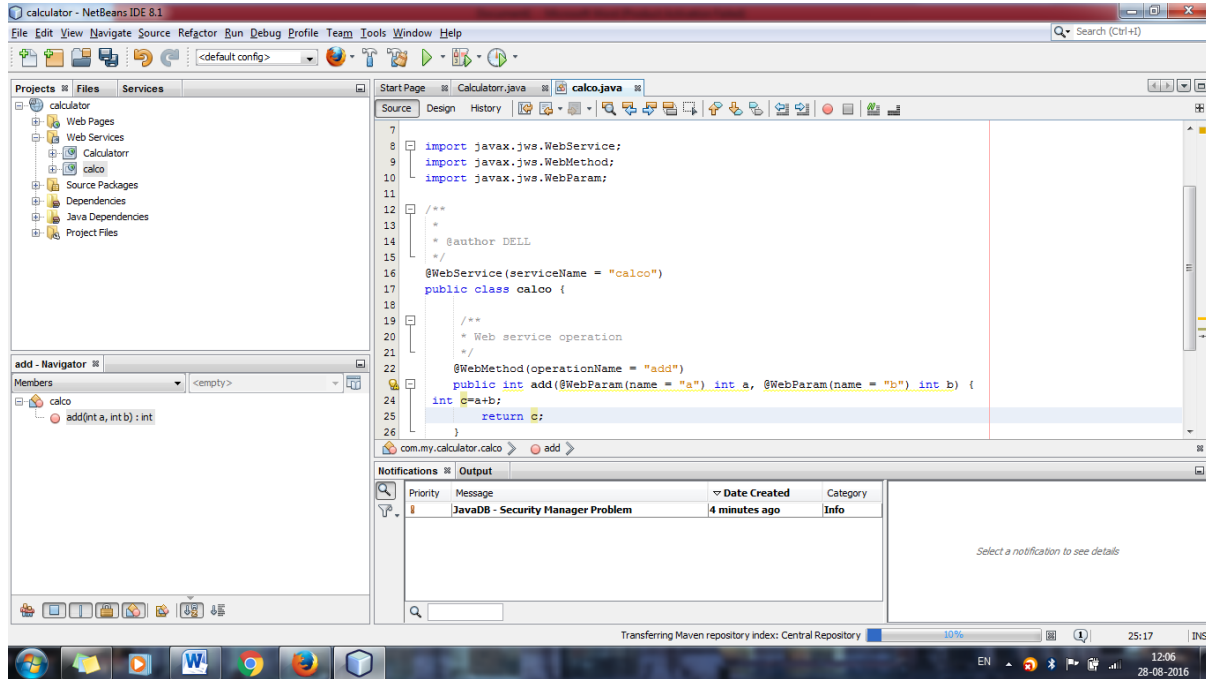 calculator - NetBeans IDE 8.1
File Edit View Navigate Source Refactor Run Debug Profile Team Tools Window Help
Search (Ctrl+I)
<default config>
Projects Files Services
Start Page Calculatorr.java calco.java
calculator
Web Pages
Web Services
Calculatorr
calco
Source Packages
Dependencies
Java Dependencies
Project Files
Source Design History
7
8 import javax.jws.WebService;
9 import javax.jws.WebMethod;
10 import javax.jws.WebParam;
11
12 /**
13 *
14 * @author DELL
15 */
16 @WebService(serviceName = "calco")
17 public class calco {
18
19 /**
20 * Web service operation
21 */
22 @WebMethod(operationName = "add")
public int add(@WebParam(name = "a") int a, @WebParam(name = "b") int b) {
24 int c=a+b;
25 return c;
26 }
add - Navigator
Members <empty>
calco
add(int a, int b) : int
com.my.calculator.calco add
Notifications Output
Priority Message Date Created Category
JavaDB - Security Manager Problem 4 minutes ago Info
Select a notification to see details
Transferring Maven repository index: Central Repository 10% 1 25:17 INS
W
EN 12:06
28-08-2016